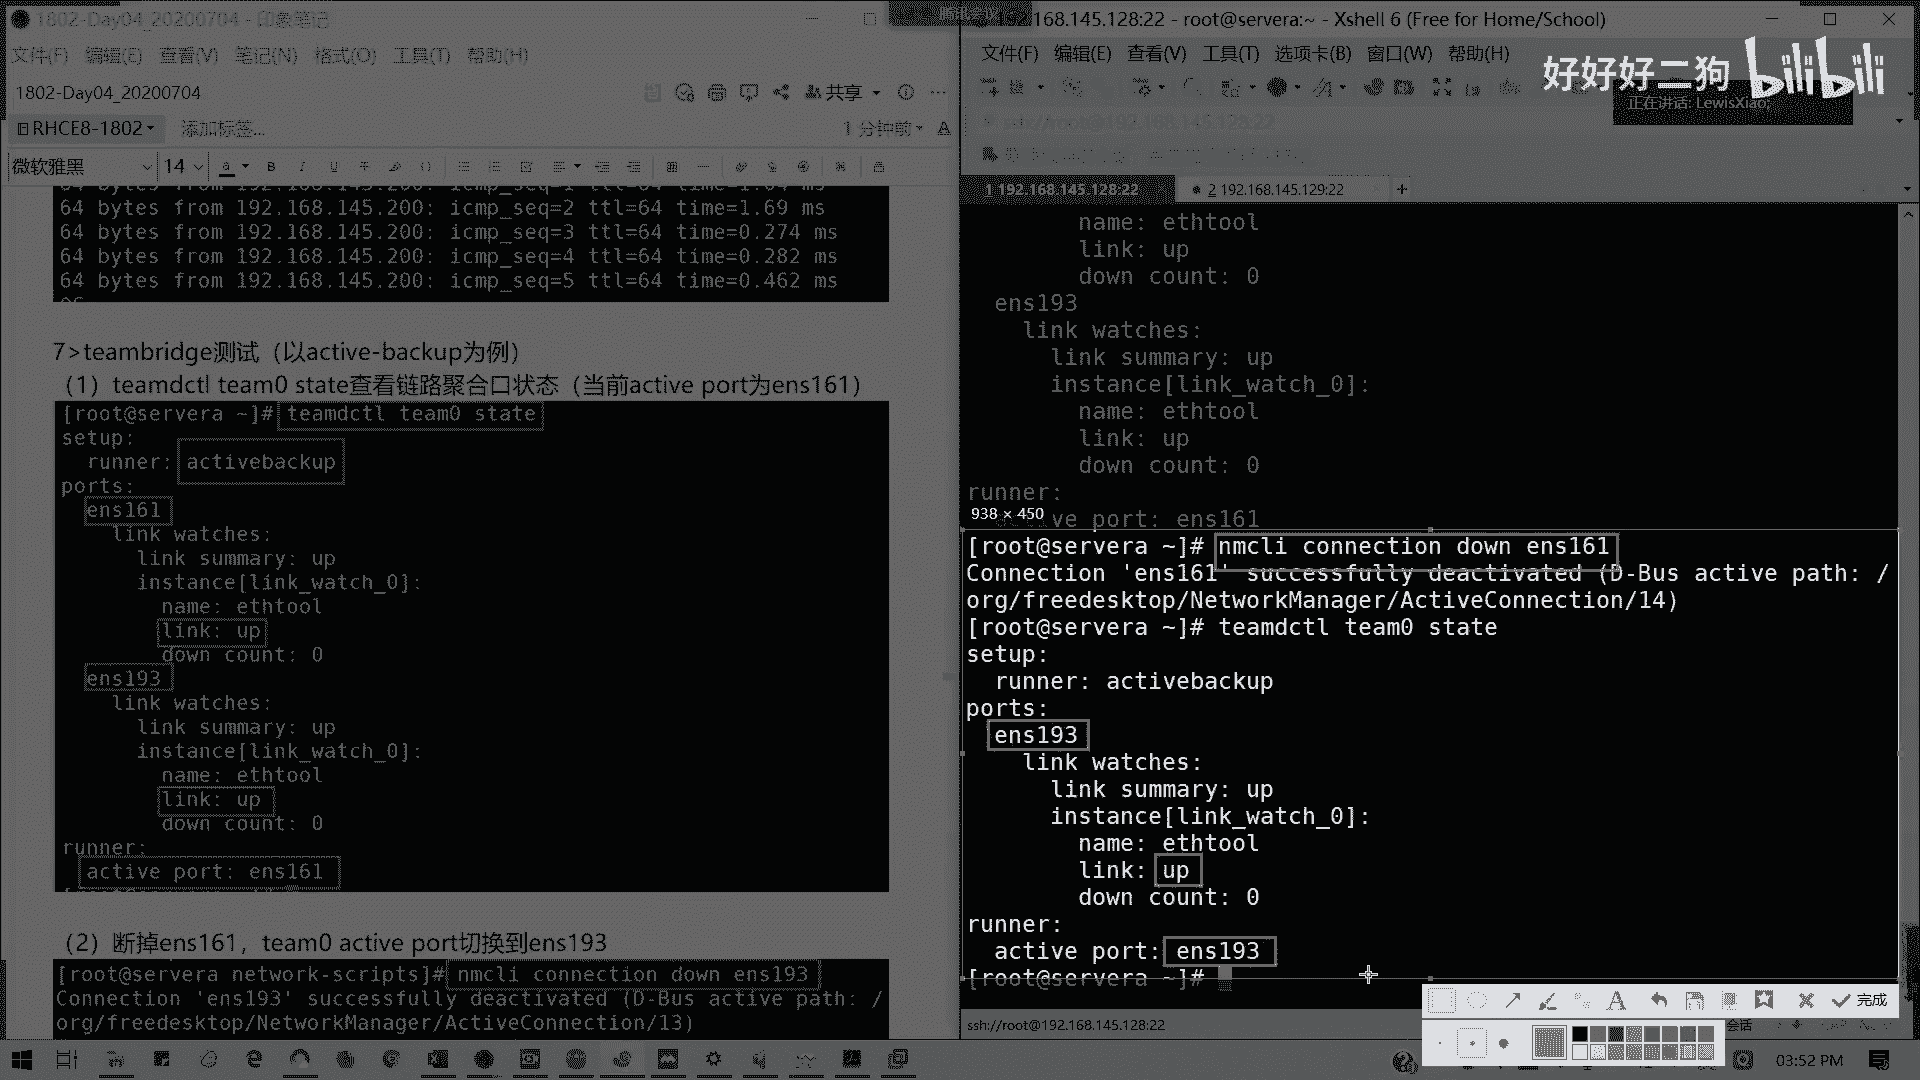 1802-Day04_20200704 - 印象笔记
文件(F) 编辑(E) 查看(V) 笔记(N) 格式(O) 工具(T) 帮助(H)
1802-Day04_20200704
共享
RHCE8-1802
添加标签...
1 分钟前
微软雅黑 14
64 bytes from 192.168.145.200: icmp_seq=2 ttl=64 time=1.69 ms
64 bytes from 192.168.145.200: icmp_seq=3 ttl=64 time=0.274 ms
64 bytes from 192.168.145.200: icmp_seq=4 ttl=64 time=0.282 ms
64 bytes from 192.168.145.200: icmp_seq=5 ttl=64 time=0.462 ms
7>teambridge测试（以active-backup为例）
（1）teamdctl team0 state查看链路聚合口状态（当前active port为ens161）
[root@servera ~]# teamdctl team0 state
setup:
runner: activebackup
ports:
ens161
link watches:
link summary: up
instance[link_watch_0]:
name: ethtool
link: up
down count: 0
ens193
link watches:
link summary: up
instance[link_watch_0]:
name: ethtool
link: up
down count: 0
runner:
active port: ens161
（2）断掉ens161，team0 active port切换到ens193
[root@servera network-scripts]# nmcli connection down ens193
Connection 'ens193' successfully deactivated (D-Bus active path: /
org/freedesktop/NetworkManager/ActiveConnection/13)
168.145.128:22 - root@servera:~ - Xshell 6 (Free for Home/School)
文件(F) 编辑(E) 查看(V) 工具(T) 选项卡(B) 窗口(W) 帮助(H)
好好好二狗 bilibili
正在讲话: LewisXiao;
ssh://root@192.168.145.128:22
1 192.168.145.128:22
2 192.168.145.129:22
name: ethtool
link: up
down count: 0
ens193
link watches:
link summary: up
instance[link_watch_0]:
name: ethtool
link: up
down count: 0
runner:
938 × 450
port: ens161
[root@servera ~]# nmcli connection down ens161
Connection 'ens161' successfully deactivated (D-Bus active path: /
org/freedesktop/NetworkManager/ActiveConnection/14)
[root@servera ~]# teamdctl team0 state
setup:
runner: activebackup
ports:
ens193
link watches:
link summary: up
instance[link_watch_0]:
name: ethtool
link: up
down count: 0
runner:
active port: ens193
[root@servera ~]#
完成
ssh://root@192.168.145.128:22
会话
03:52 PM